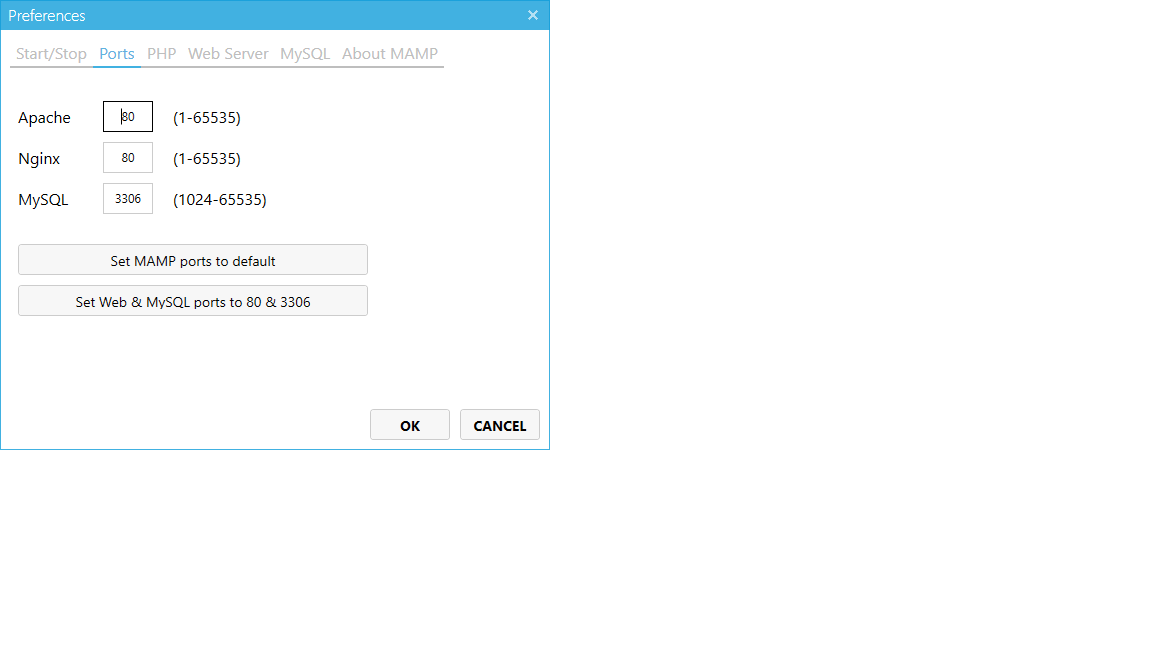 Preferences
Start/Stop Ports PHP Web Server MySQL About MAMP
Apache 80 (1-65535)
Nginx 80 (1-65535)
MySQL 3306 (1024-65535)
Set MAMP ports to default
Set Web & MySQL ports to 80 & 3306
OK CANCEL